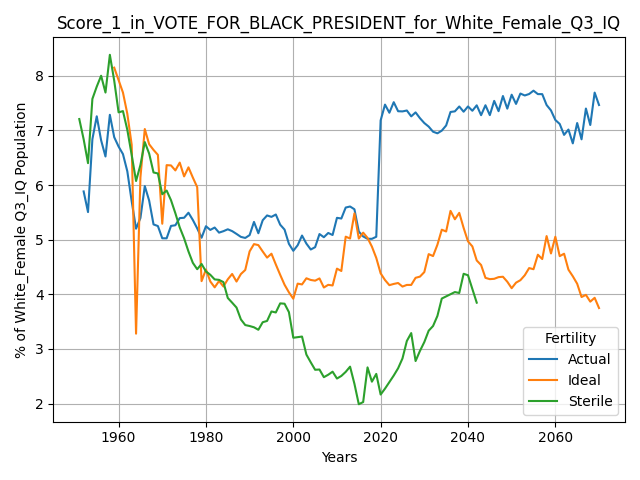 Score_1_in_VOTE_FOR_BLACK_PRESIDENT_for_White_Female_Q3_IQ
% of White_Female Q3_IQ Population
8
7
6
5
4
3
2
Fertility
Actual
Ideal
Sterile
1960 1980 2000 2020 2040 2060
Years